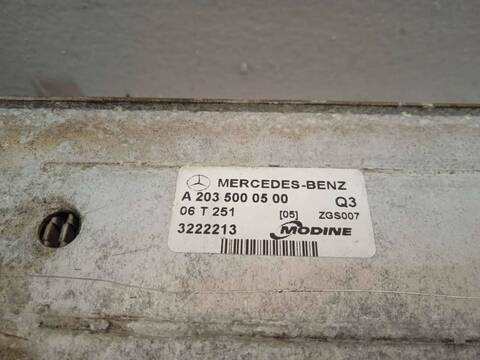 MERCEDES-BENZ
A 203 500 05 00 Q3
06 T 251 [05] ZGS007
3222213 MODINE